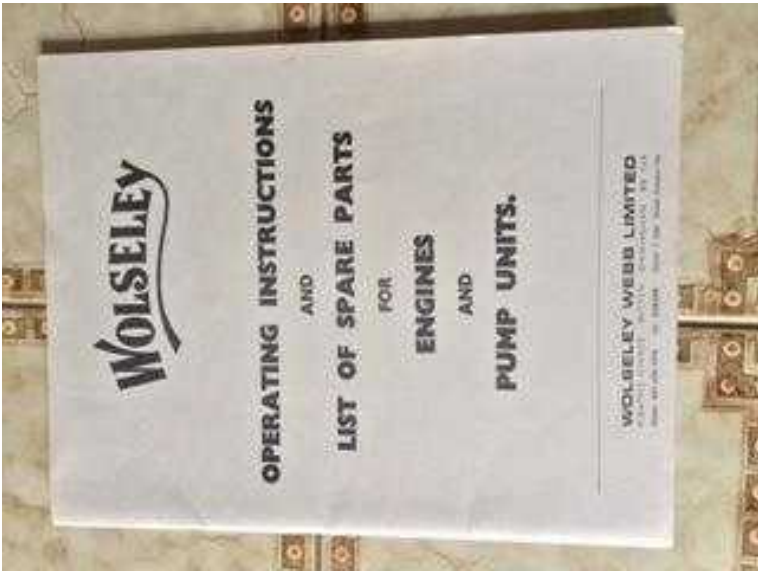 WOLSELEY
OPERATING INSTRUCTIONS
AND
LIST OF SPARE PARTS
FOR
ENGINES
AND
PUMP UNITS.
WOLSELEY WEBB LIMITED